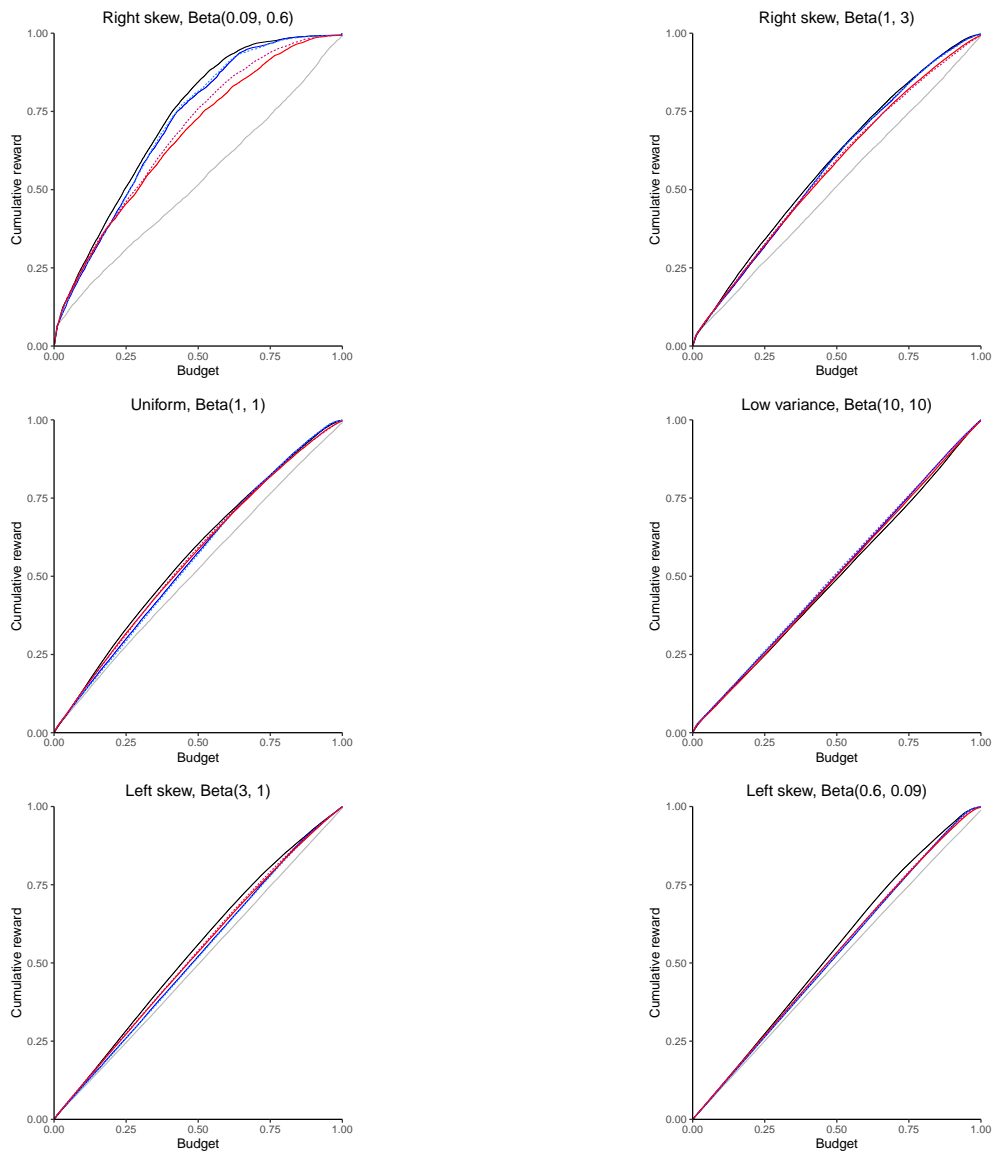 Right skew, Beta(0.09, 0.6)
1.00
0.75
0.50
0.25
0.00
Cumulative reward
0.00 0.25 0.50 0.75 1.00
Budget
Right skew, Beta(1, 3)
1.00
0.75
0.50
0.25
0.00
Cumulative reward
0.00 0.25 0.50 0.75 1.00
Budget
Uniform, Beta(1, 1)
1.00
0.75
0.50
0.25
0.00
Cumulative reward
0.00 0.25 0.50 0.75 1.00
Budget
Low variance, Beta(10, 10)
1.00
0.75
0.50
0.25
0.00
Cumulative reward
0.00 0.25 0.50 0.75 1.00
Budget
Left skew, Beta(3, 1)
1.00
0.75
0.50
0.25
0.00
Cumulative reward
0.00 0.25 0.50 0.75 1.00
Budget
Left skew, Beta(0.6, 0.09)
1.00
0.75
0.50
0.25
0.00
Cumulative reward
0.00 0.25 0.50 0.75 1.00
Budget